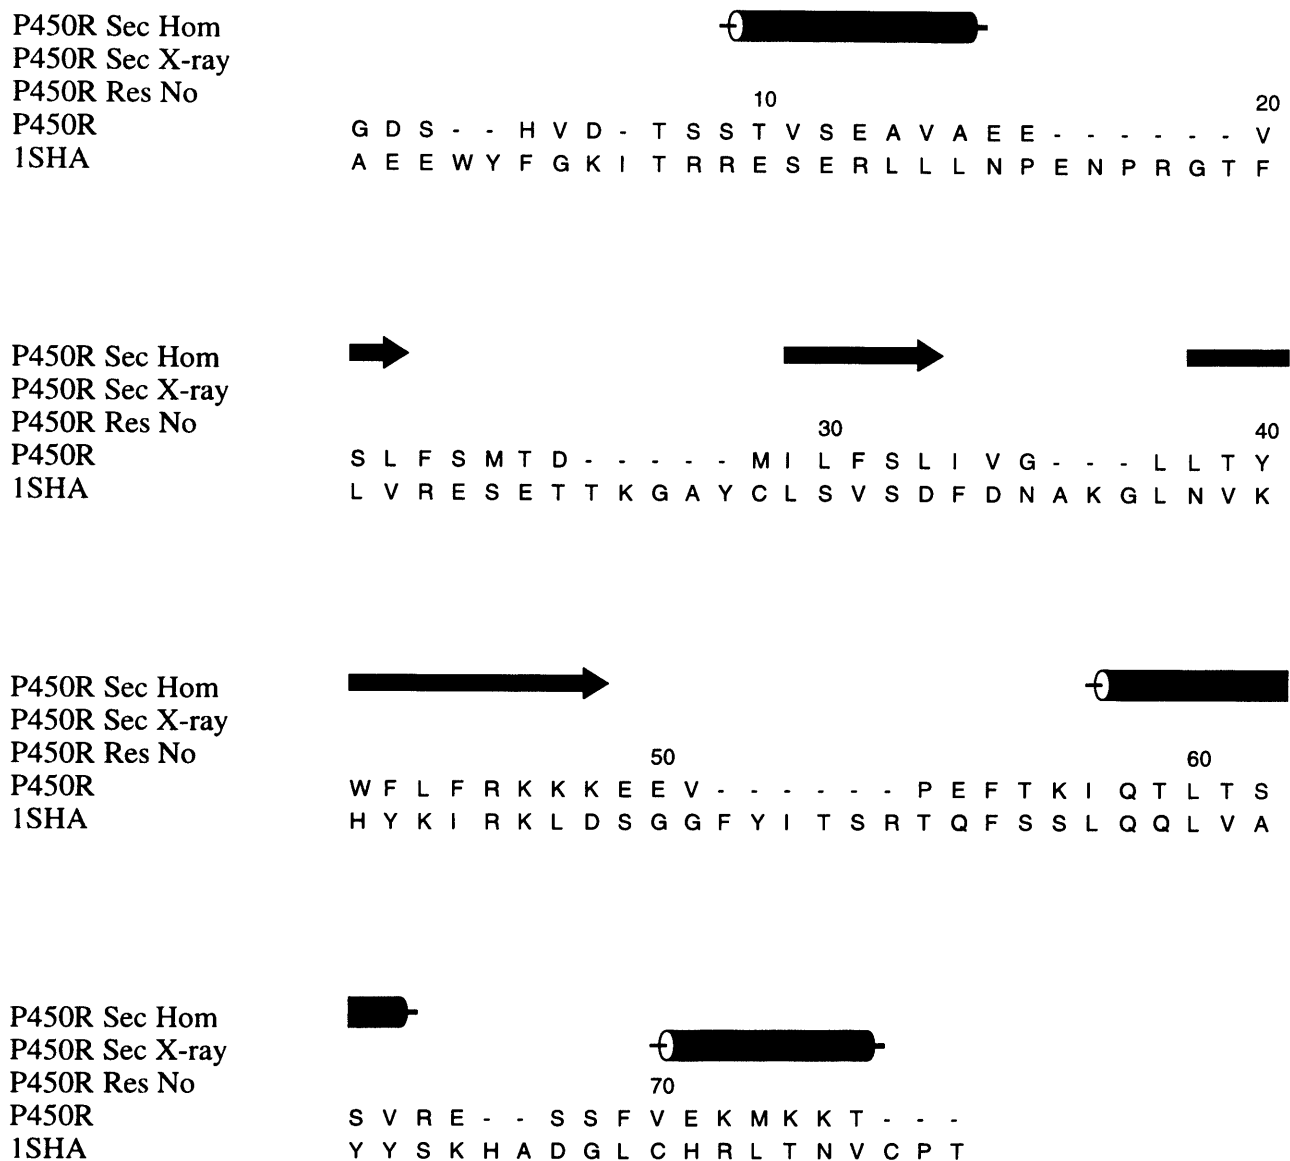 P450R Sec Hom
P450R Sec X-ray
P450R Res No 10 20
P450R G D S - - H V D - T S S T V S E A V A E E - - - - - - V
1SHA A E E W Y F G K I T R R E S E R L L L N P E N P R G T F
P450R Sec Hom
P450R Sec X-ray
P450R Res No 30 40
P450R S L F S M T D - - - - - M I L F S L I V G - - - L L T Y
1SHA L V R E S E T T K G A Y C L S V S D F D N A K G L N V K
P450R Sec Hom
P450R Sec X-ray
P450R Res No 50 60
P450R W F L F R K K K E E V - - - - - - P E F T K I Q T L T S
1SHA H Y K I R K L D S G G F Y I T S R T Q F S S L Q Q L V A
P450R Sec Hom
P450R Sec X-ray
P450R Res No 70
P450R S V R E - - S S F V E K M K K T - - -
1SHA Y Y S K H A D G L C H R L T N V C P T